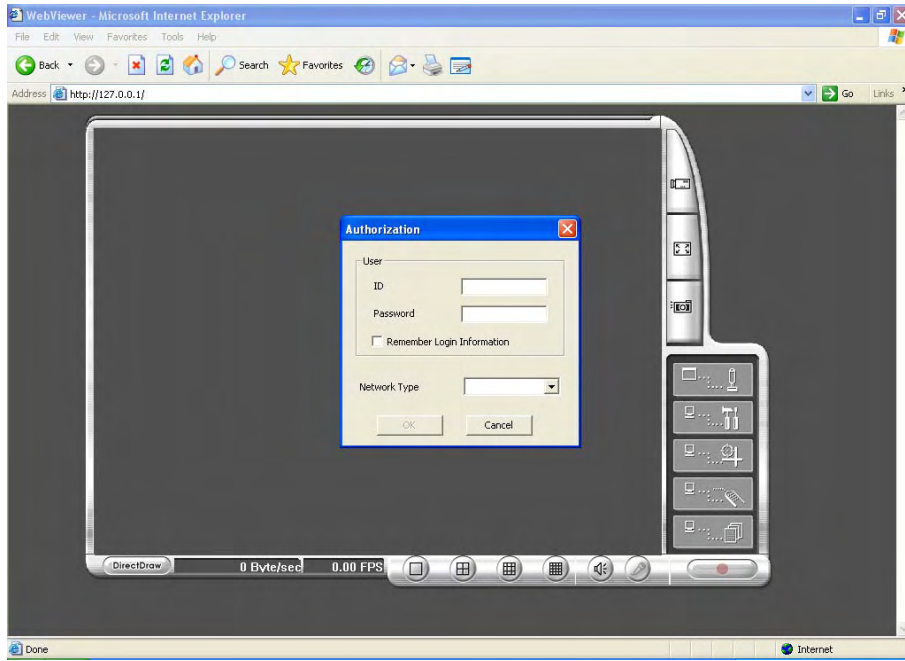 WebViewer - Microsoft Internet Explorer
File Edit View Favorites Tools Help
Back Search Favorites
Address http://127.0.0.1/ Go Links
Authorization
User
ID
Password
Remember Login Information
Network Type
OK Cancel
DirectDraw 0 Byte/sec 0.00 FPS
Done Internet